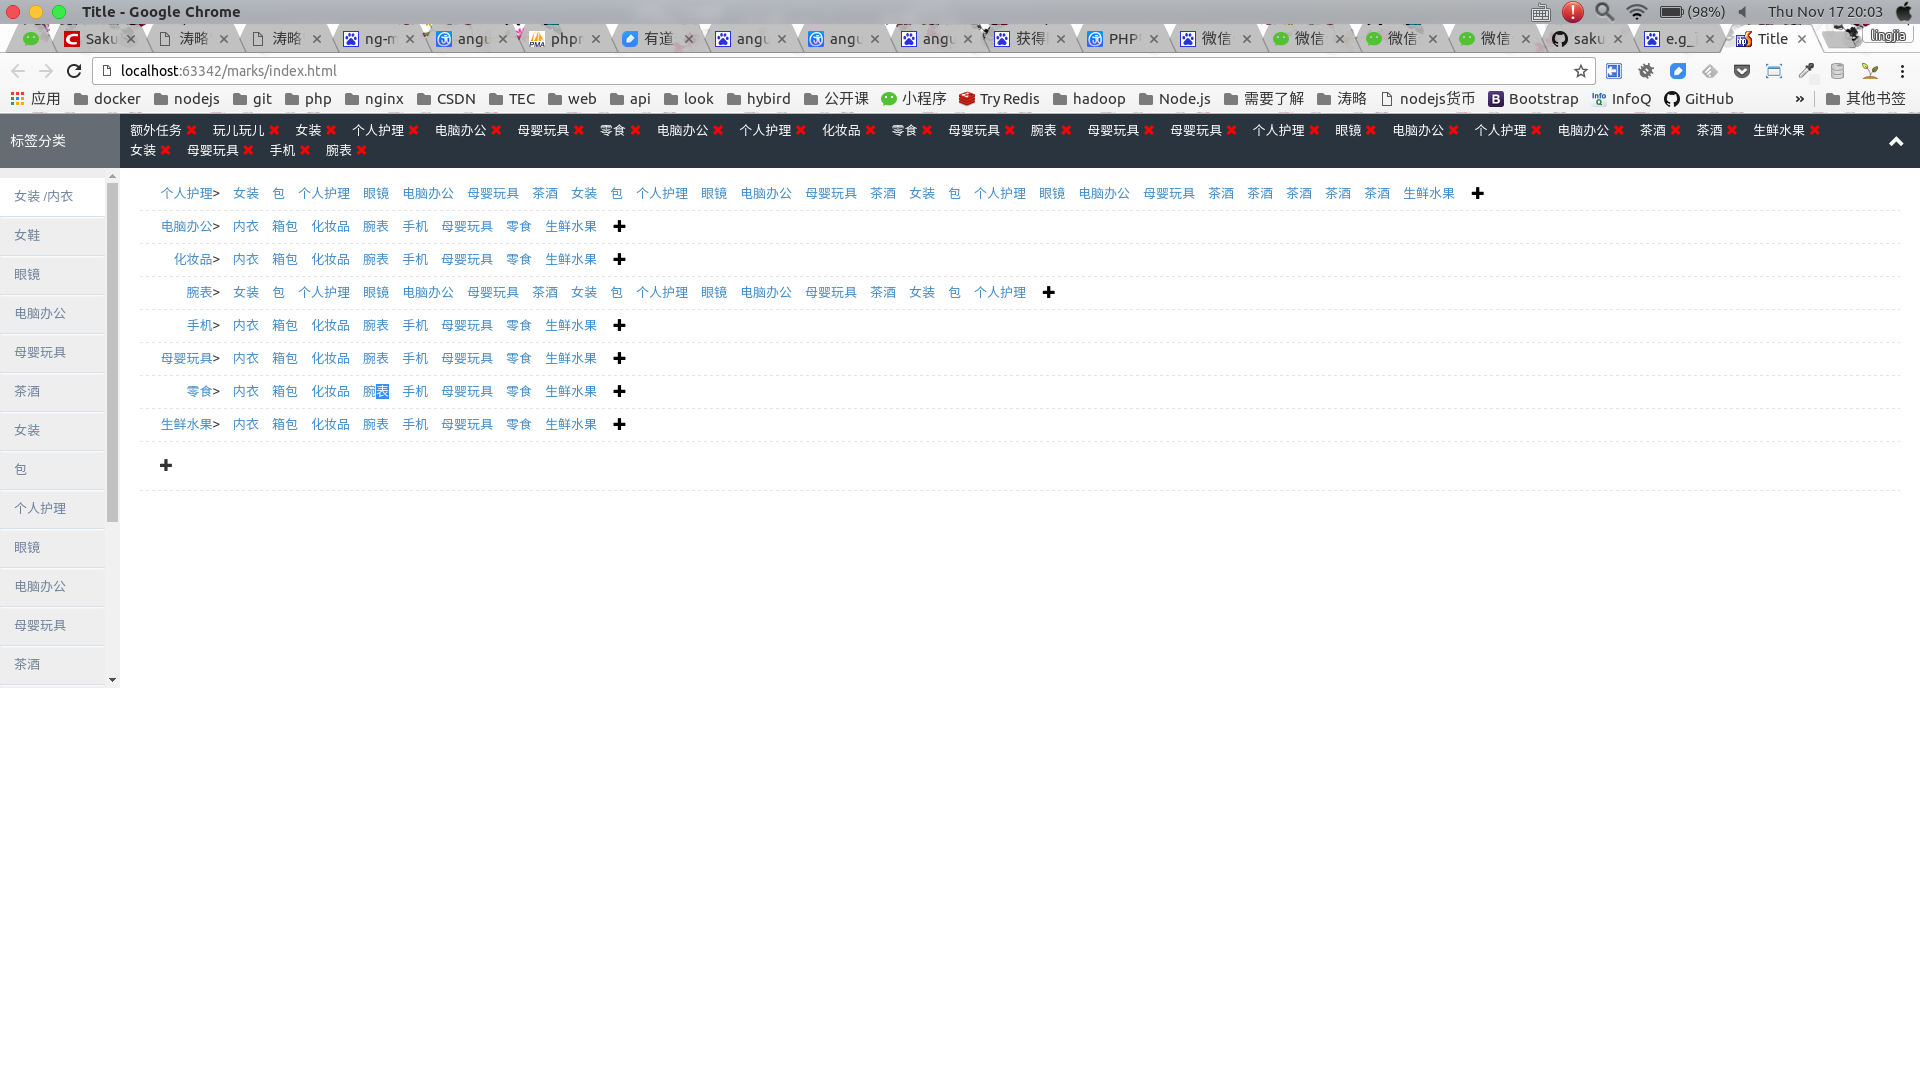 Title - Google Chrome
(98%) Thu Nov 17 20:03
Saku 涛略 涛略 ng-m angu phpr 有道 angu angu angu 获得 PHP 微信 微信 微信 微信 saku e.g_ Title lingjia
localhost:63342/marks/index.html
应用 docker nodejs git php nginx CSDN TEC web api look hybird 公开课 小程序 Try Redis hadoop Node.js 需要了解 涛略 nodejs货币 Bootstrap InfoQ GitHub » 其他书签
标签分类
额外任务 玩儿玩儿 女装 个人护理 电脑办公 母婴玩具 零食 电脑办公 个人护理 化妆品 零食 母婴玩具 腕表 母婴玩具 母婴玩具 个人护理 眼镜 电脑办公 个人护理 电脑办公 茶酒 茶酒 生鲜水果
女装 母婴玩具 手机 腕表
女装 /内衣
女鞋
眼镜
电脑办公
母婴玩具
茶酒
女装
包
个人护理
眼镜
电脑办公
母婴玩具
茶酒
个人护理> 女装 包 个人护理 眼镜 电脑办公 母婴玩具 茶酒 女装 包 个人护理 眼镜 电脑办公 母婴玩具 茶酒 女装 包 个人护理 眼镜 电脑办公 母婴玩具 茶酒 茶酒 茶酒 茶酒 茶酒 生鲜水果
电脑办公> 内衣 箱包 化妆品 腕表 手机 母婴玩具 零食 生鲜水果
化妆品> 内衣 箱包 化妆品 腕表 手机 母婴玩具 零食 生鲜水果
腕表> 女装 包 个人护理 眼镜 电脑办公 母婴玩具 茶酒 女装 包 个人护理 眼镜 电脑办公 母婴玩具 茶酒 女装 包 个人护理
手机> 内衣 箱包 化妆品 腕表 手机 母婴玩具 零食 生鲜水果
母婴玩具> 内衣 箱包 化妆品 腕表 手机 母婴玩具 零食 生鲜水果
零食> 内衣 箱包 化妆品 腕表 手机 母婴玩具 零食 生鲜水果
生鲜水果> 内衣 箱包 化妆品 腕表 手机 母婴玩具 零食 生鲜水果